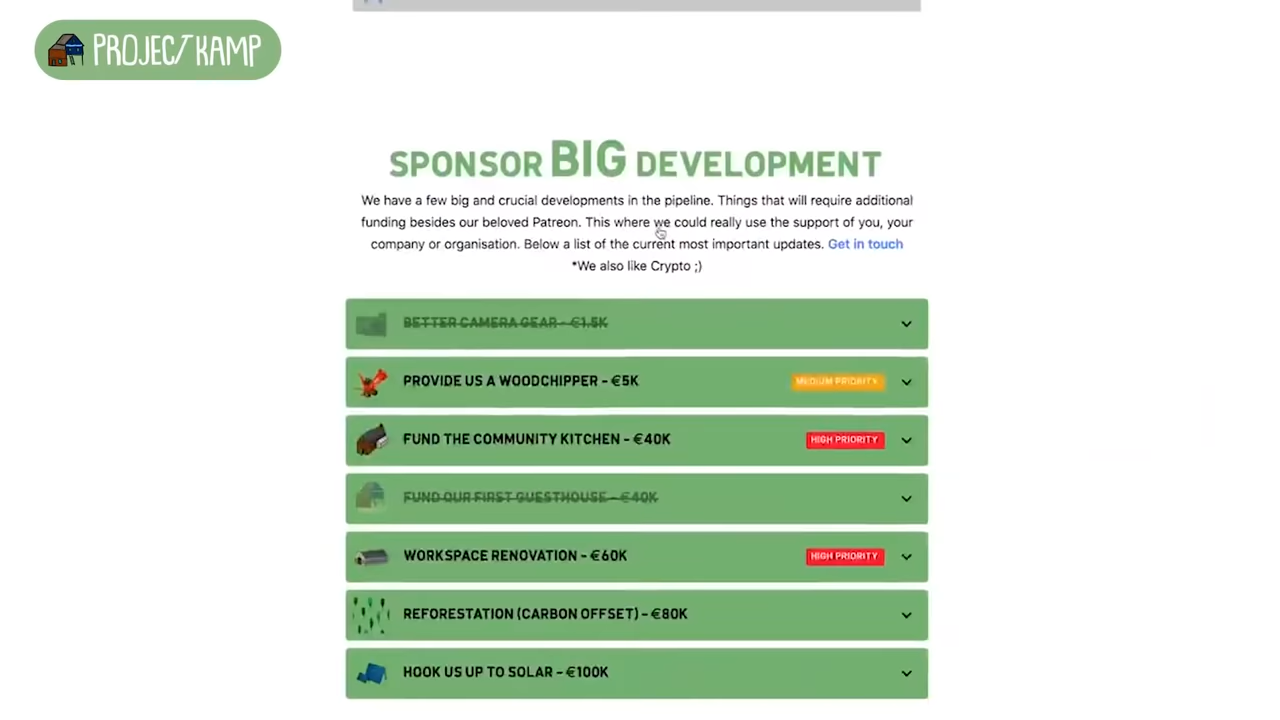 PROJECT KAMP
SPONSOR BIG DEVELOPMENT
We have a few big and crucial developments in the pipeline. Things that will require additional
funding besides our beloved Patreon. This where we could really use the support of you, your
company or organisation. Below a list of the current most important updates. Get in touch
*We also like Crypto ;)
BETTER CAMERA GEAR - €1.5K
PROVIDE US A WOODCHIPPER - €5K
MEDIUM PRIORITY
FUND THE COMMUNITY KITCHEN - €40K
HIGH PRIORITY
FUND OUR FIRST GUESTHOUSE - €40K
WORKSPACE RENOVATION - €60K
HIGH PRIORITY
REFORESTATION (CARBON OFFSET) - €80K
HOOK US UP TO SOLAR - €100K